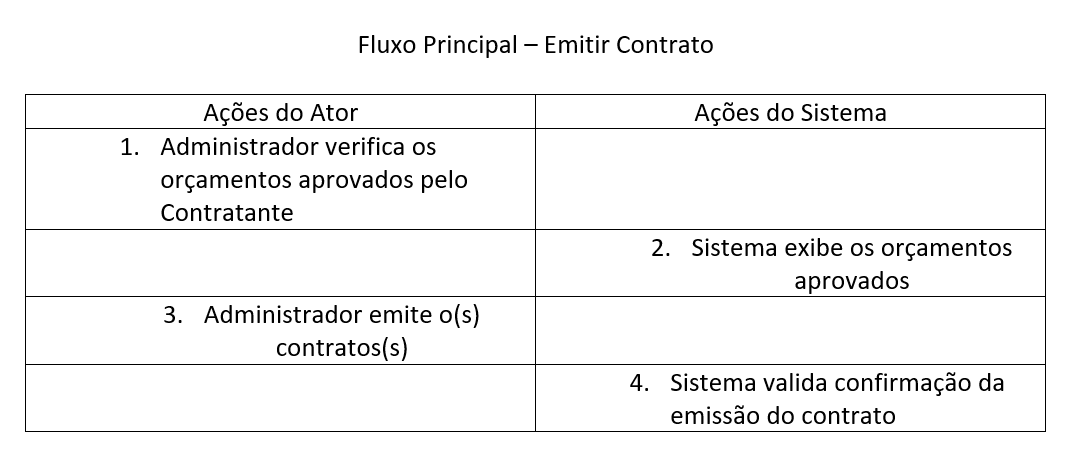 Fluxo Principal – Emitir Contrato
Ações do Ator
Ações do Sistema
1. Administrador verifica os
orçamentos aprovados pelo
Contratante
2. Sistema exibe os orçamentos
aprovados
3. Administrador emite o(s)
contratos(s)
4. Sistema valida confirmação da
emissão do contrato